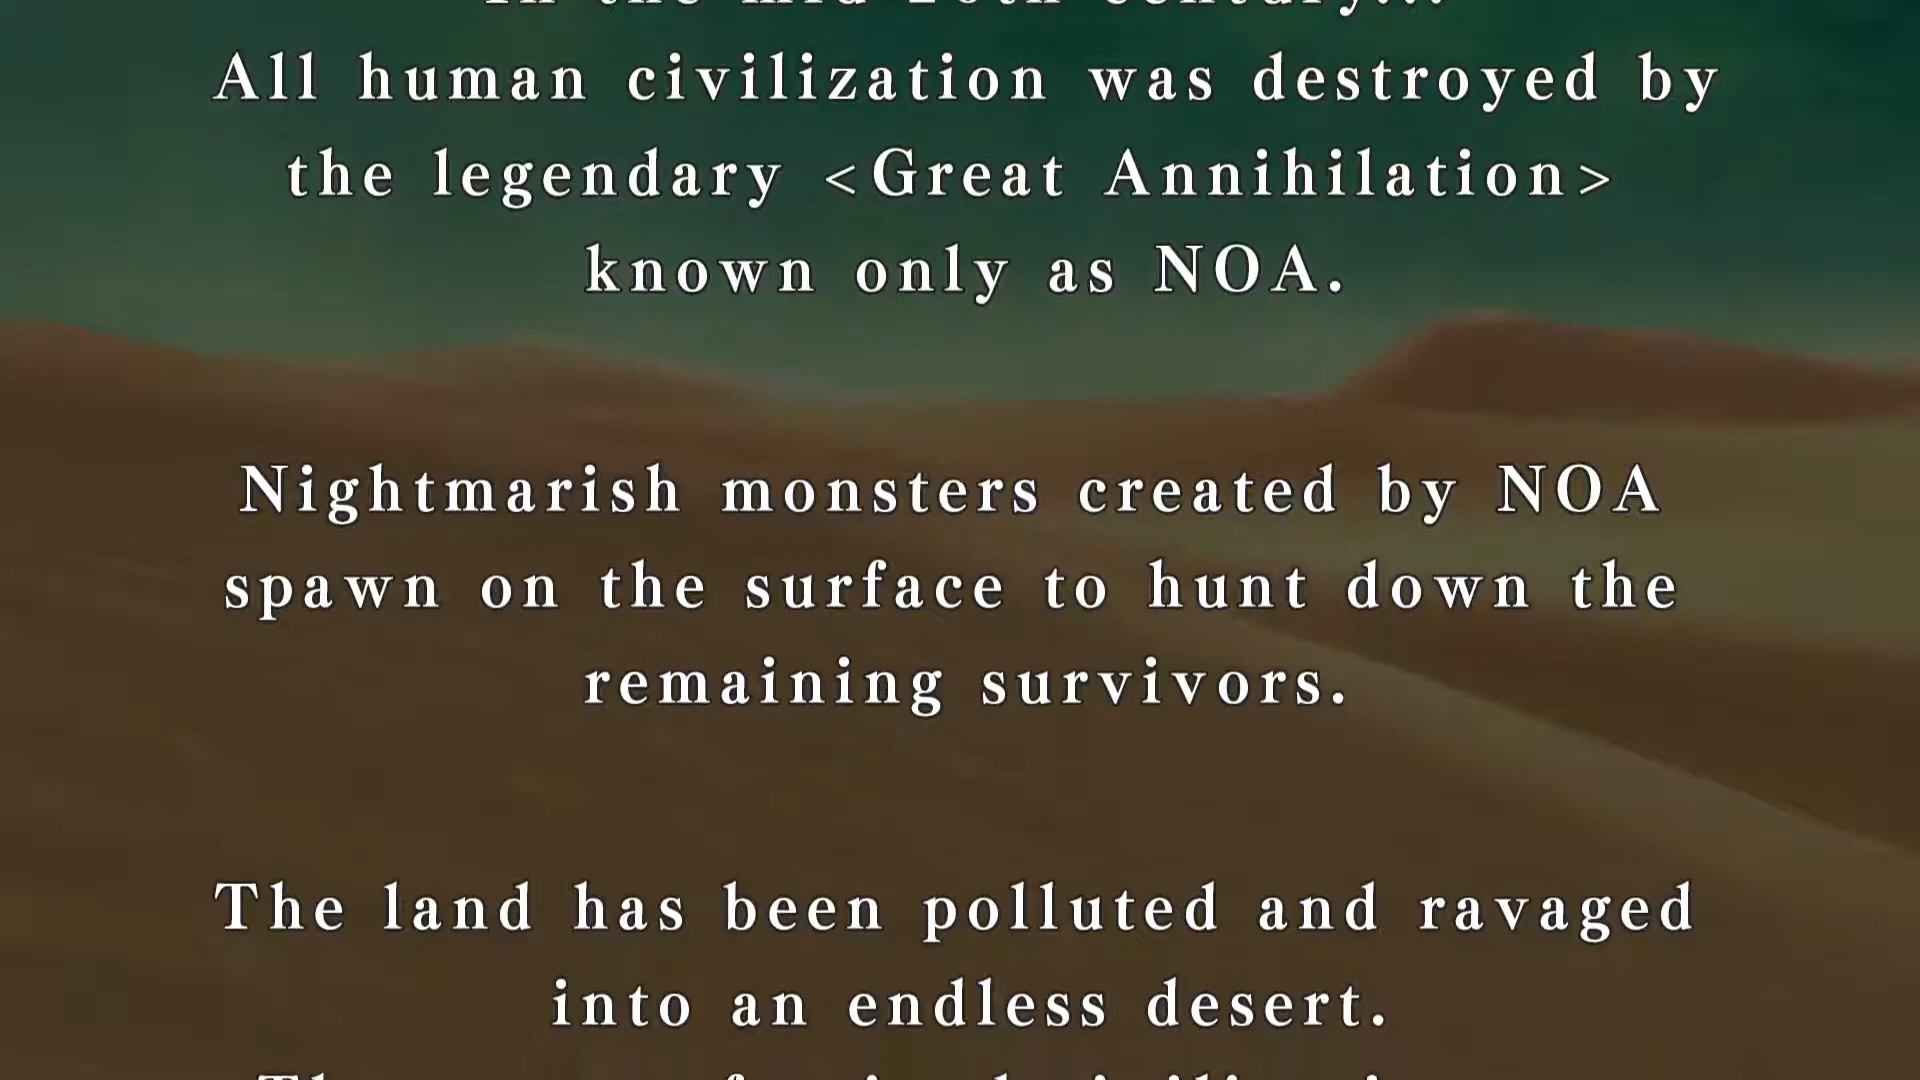 All human civilization was destroyed by
the legendary <Great Annihilation>
known only as NOA.
Nightmarish monsters created by NOA
spawn on the surface to hunt down the
remaining survivors.
The land has been polluted and ravaged
into an endless desert.